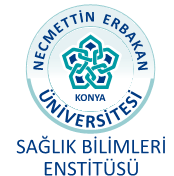 NECMETTİN ERBAKAN
KONYA
ÜNİVERSİTESİ
SAĞLIK BİLİMLERİ
ENSTİTÜSÜ